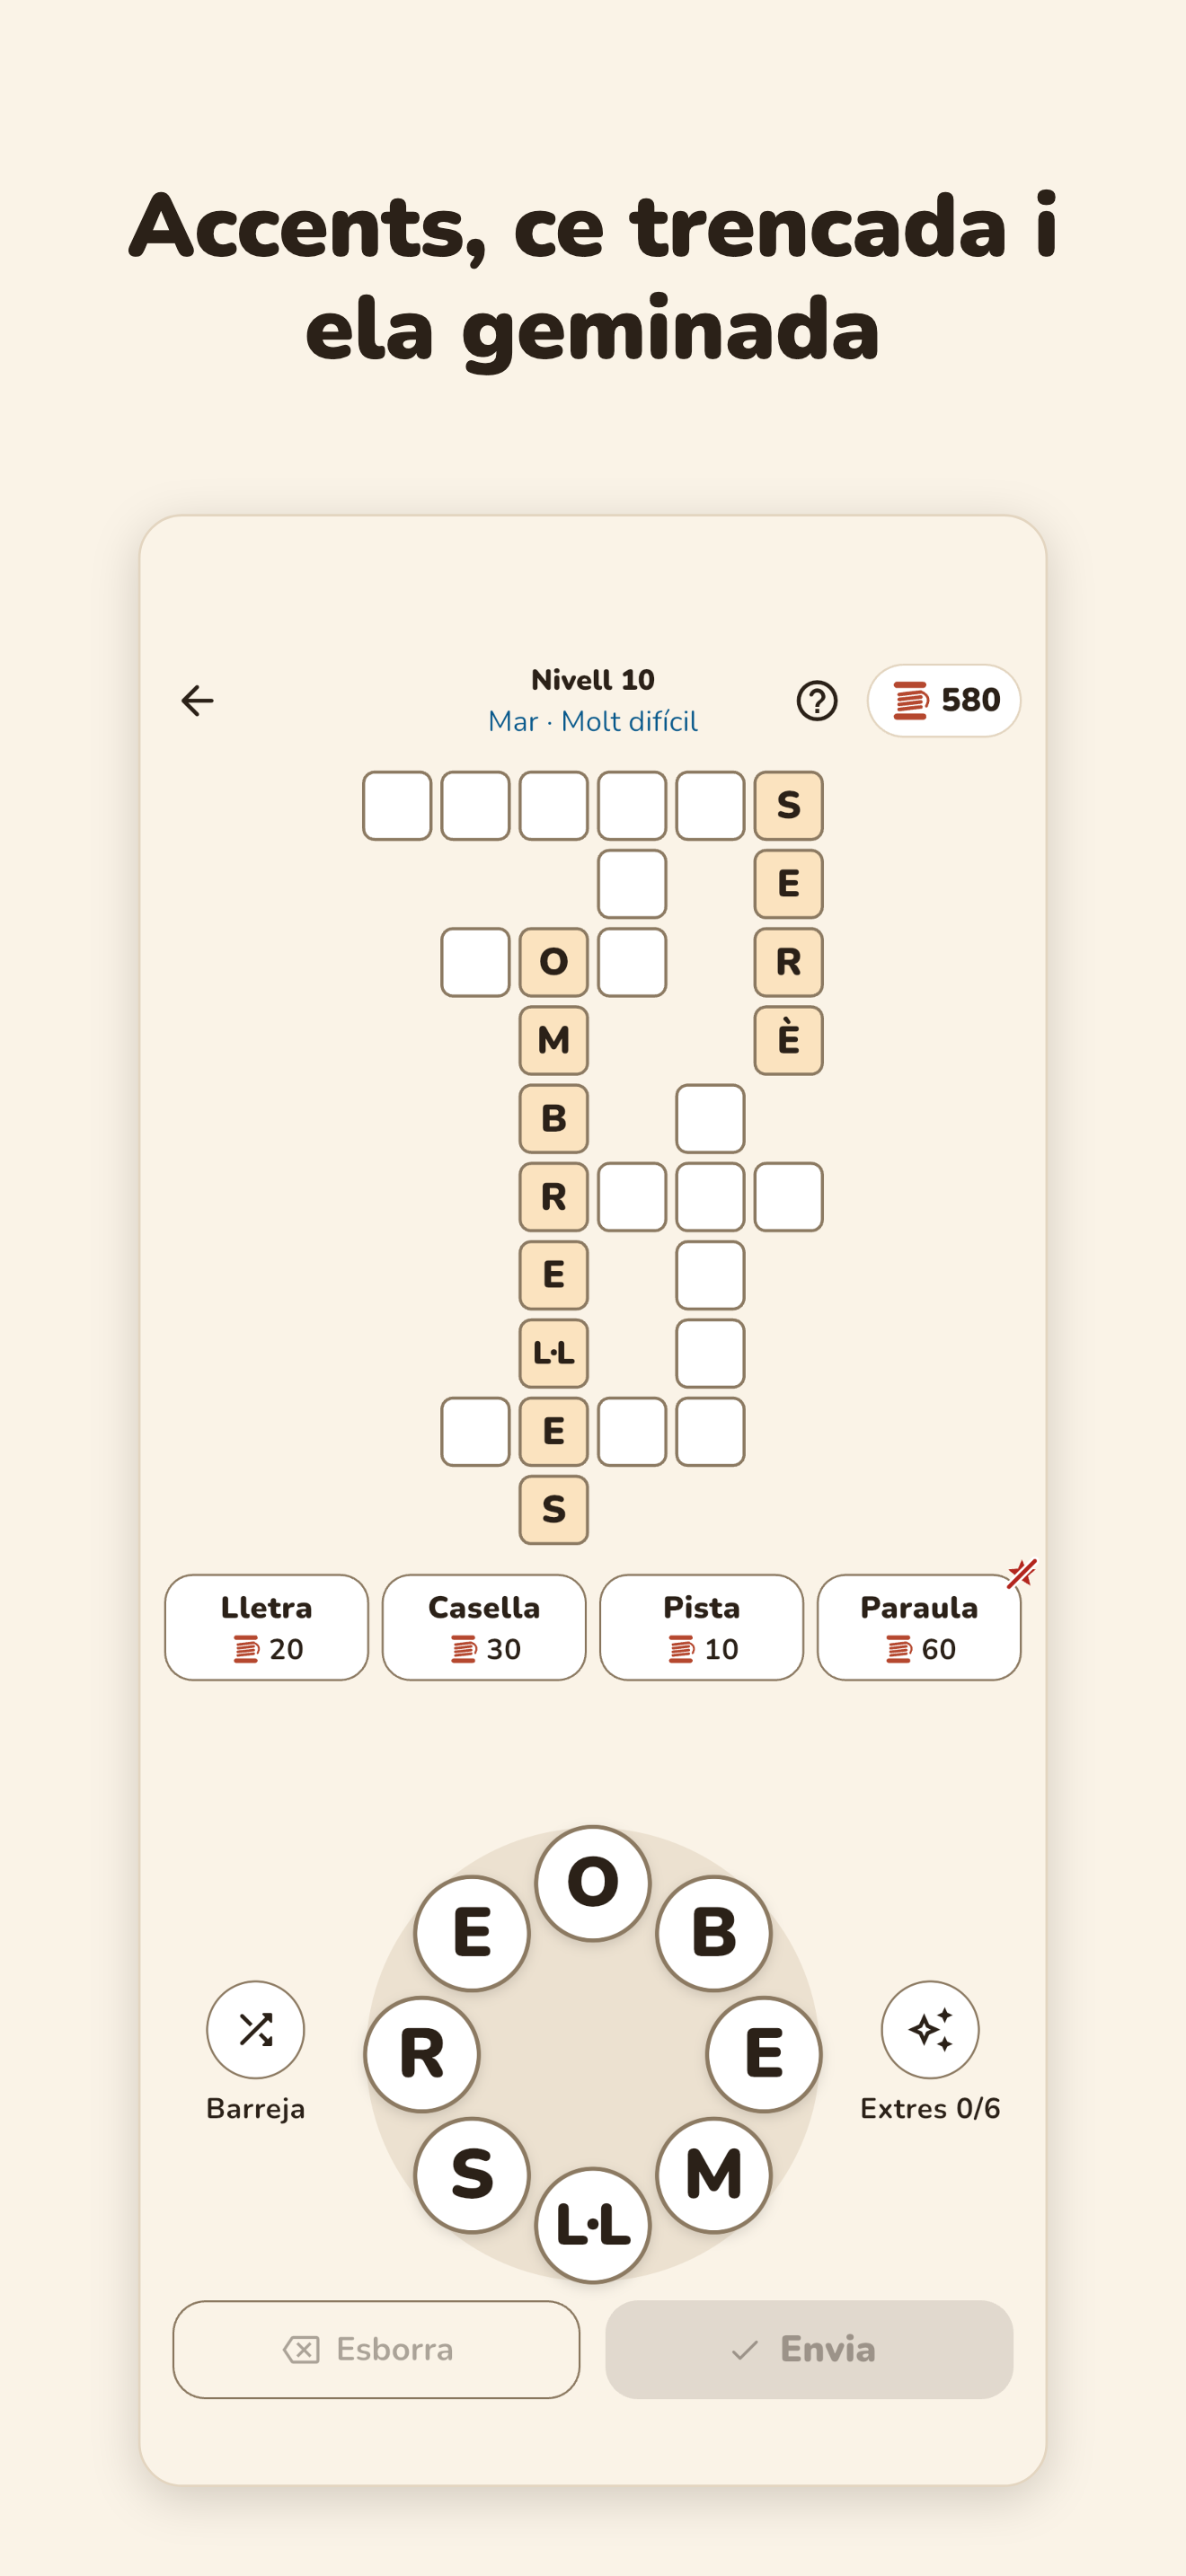 Accents, ce trencada i
ela geminada
Nivell 10
Mar · Molt difícil
580
S
E
O R
M È
B
R
E
L·L
E
S
Lletra Casella Pista Paraula
20 30 10 60
O
E B
R E
Barreja Extres 0/6
S M
L·L
Esborra Envia